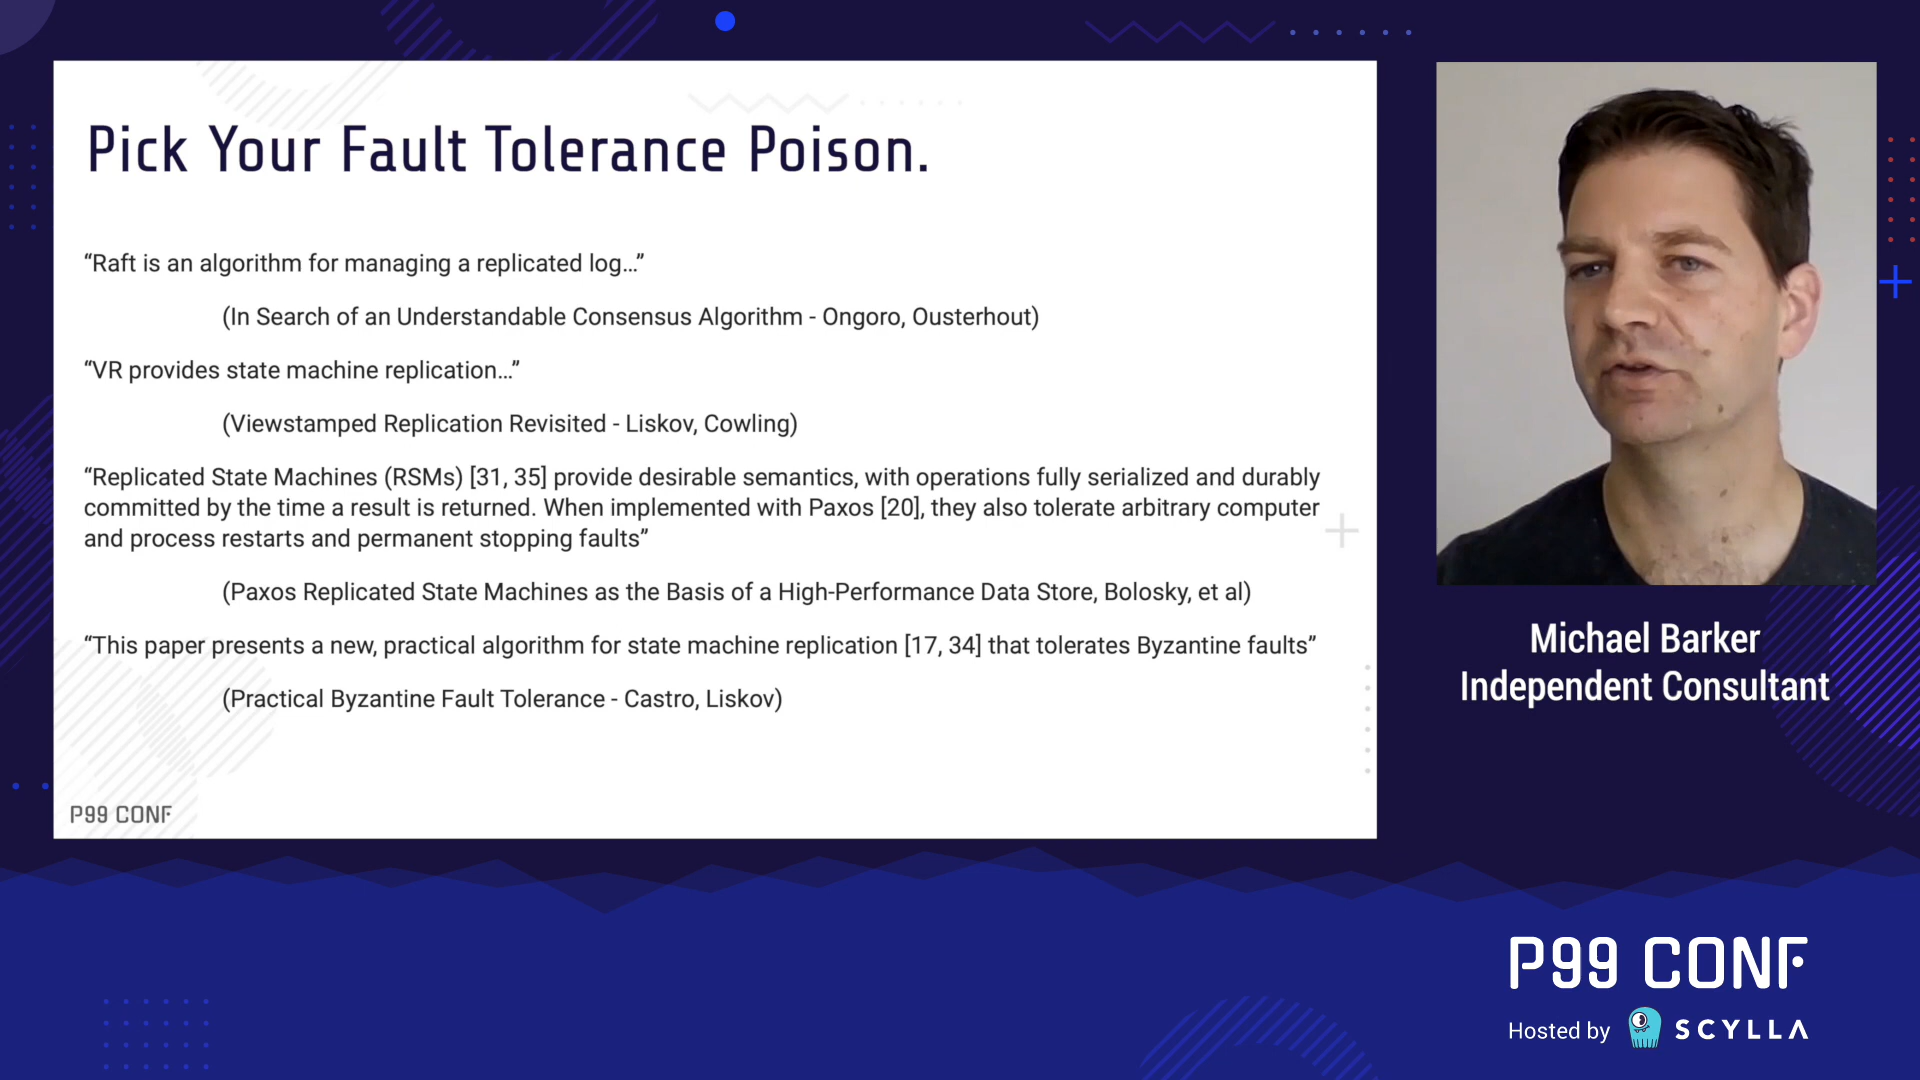 Pick Your Fault Tolerance Poison.
“Raft is an algorithm for managing a replicated log…”
(In Search of an Understandable Consensus Algorithm - Ongoro, Ousterhout)
“VR provides state machine replication…”
(Viewstamped Replication Revisited - Liskov, Cowling)
“Replicated State Machines (RSMs) [31, 35] provide desirable semantics, with operations fully serialized and durably
committed by the time a result is returned. When implemented with Paxos [20], they also tolerate arbitrary computer
and process restarts and permanent stopping faults”
(Paxos Replicated State Machines as the Basis of a High-Performance Data Store, Bolosky, et al)
“This paper presents a new, practical algorithm for state machine replication [17, 34] that tolerates Byzantine faults”
(Practical Byzantine Fault Tolerance - Castro, Liskov)
P99 CONF
Michael Barker
Independent Consultant
P99 CONF
Hosted by SCYLLA